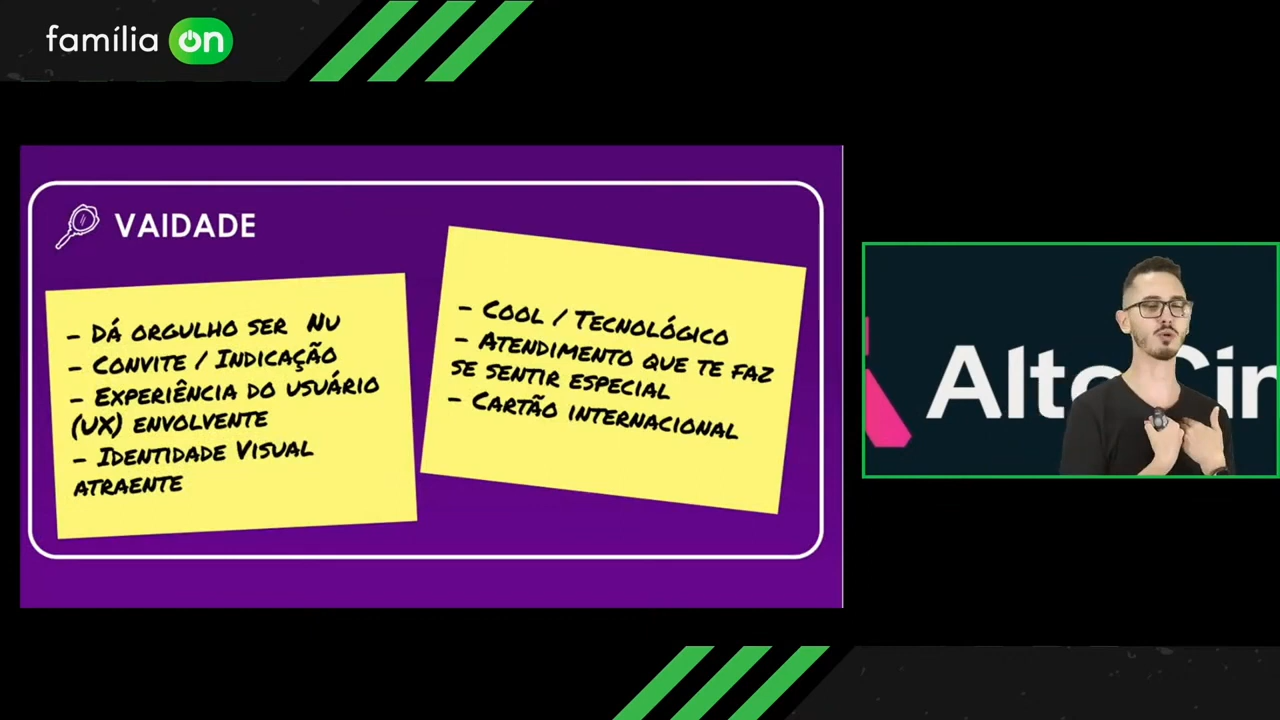 família on
VAIDADE
- DÁ ORGULHO SER NU
- CONVITE / INDICAÇÃO
- EXPERIÊNCIA DO USUÁRIO
(UX) ENVOLVENTE
- IDENTIDADE VISUAL
ATRAENTE
- COOL / TECNOLÓGICO
- ATENDIMENTO QUE TE FAZ
SE SENTIR ESPECIAL
- CARTÃO INTERNACIONAL